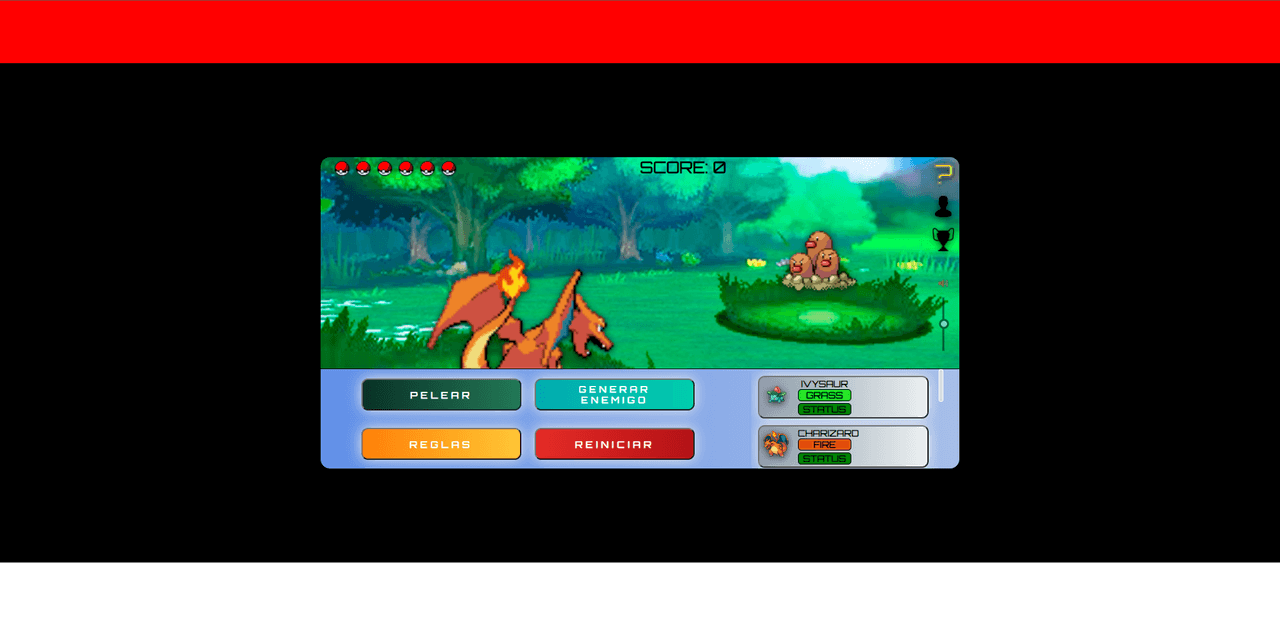 SCORE: 0
PELEAR
GENERAR
ENEMIGO
REGLAS
REINICIAR
IVYSAUR
GRASS
STATUS
CHARIZARD
FIRE
STATUS